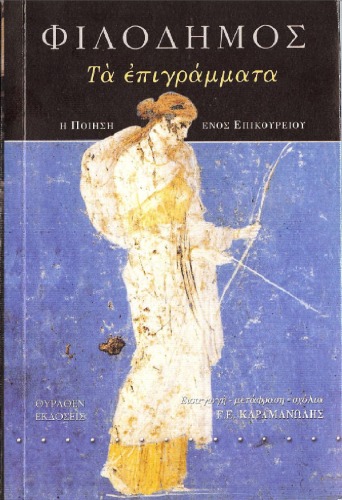 ΦΙΛΟΔΗΜΟΣ
Τὰ ἐπιγράμματα
Η ΠΟΙΗΣΗ ΕΝΟΣ ΕΠΙΚΟΥΡΕΙΟΥ
Εισαγωγή - μετάφραση - σχόλια
Γ.Ε. ΚΑΡΑΜΑΝΩΛΗΣ
ΘΥΡΑΘΕΝ
ΕΚΔΟΣΕΙΣ